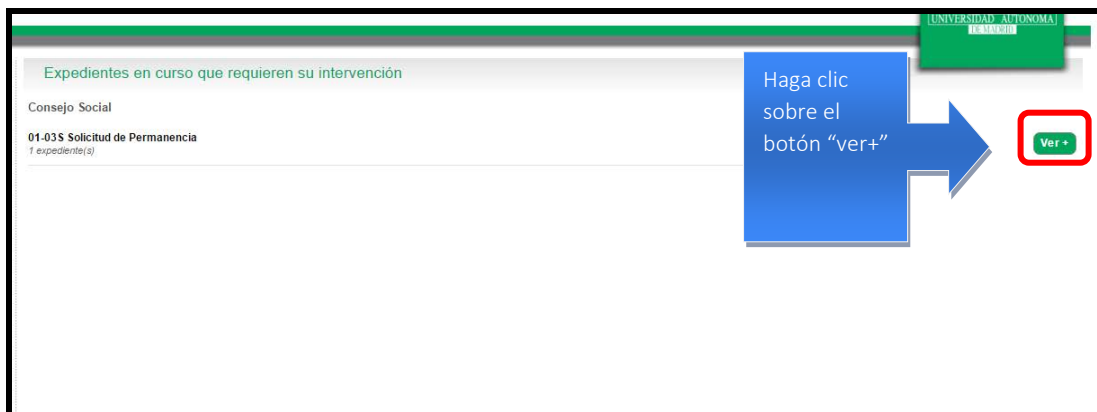 UNIVERSIDAD AUTONOMA
DE MADRID
Expedientes en curso que requieren su intervención
Consejo Social
01-03S Solicitud de Permanencia
1 expediente(s)
Haga clic
sobre el
botón “ver+”
Ver +